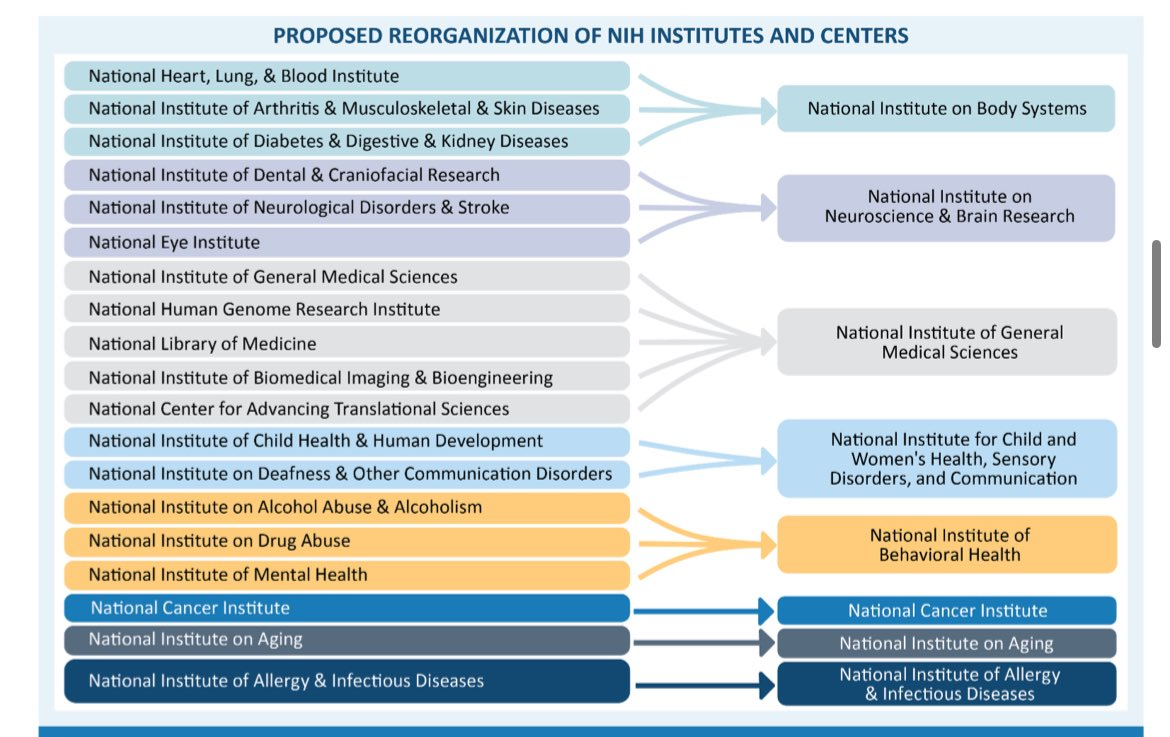 PROPOSED REORGANIZATION OF NIH INSTITUTES AND CENTERS
National Heart, Lung, & Blood Institute
National Institute of Arthritis & Musculoskeletal & Skin Diseases
National Institute of Diabetes & Digestive & Kidney Diseases
National Institute on Body Systems
National Institute of Dental & Craniofacial Research
National Institute of Neurological Disorders & Stroke
National Eye Institute
National Institute on
Neuroscience & Brain Research
National Institute of General Medical Sciences
National Human Genome Research Institute
National Library of Medicine
National Institute of Biomedical Imaging & Bioengineering
National Center for Advancing Translational Sciences
National Institute of General
Medical Sciences
National Institute of Child Health & Human Development
National Institute on Deafness & Other Communication Disorders
National Institute for Child and
Women's Health, Sensory
Disorders, and Communication
National Institute on Alcohol Abuse & Alcoholism
National Institute on Drug Abuse
National Institute of Mental Health
National Institute of
Behavioral Health
National Cancer Institute
National Cancer Institute
National Institute on Aging
National Institute on Aging
National Institute of Allergy & Infectious Diseases
National Institute of Allergy
& Infectious Diseases